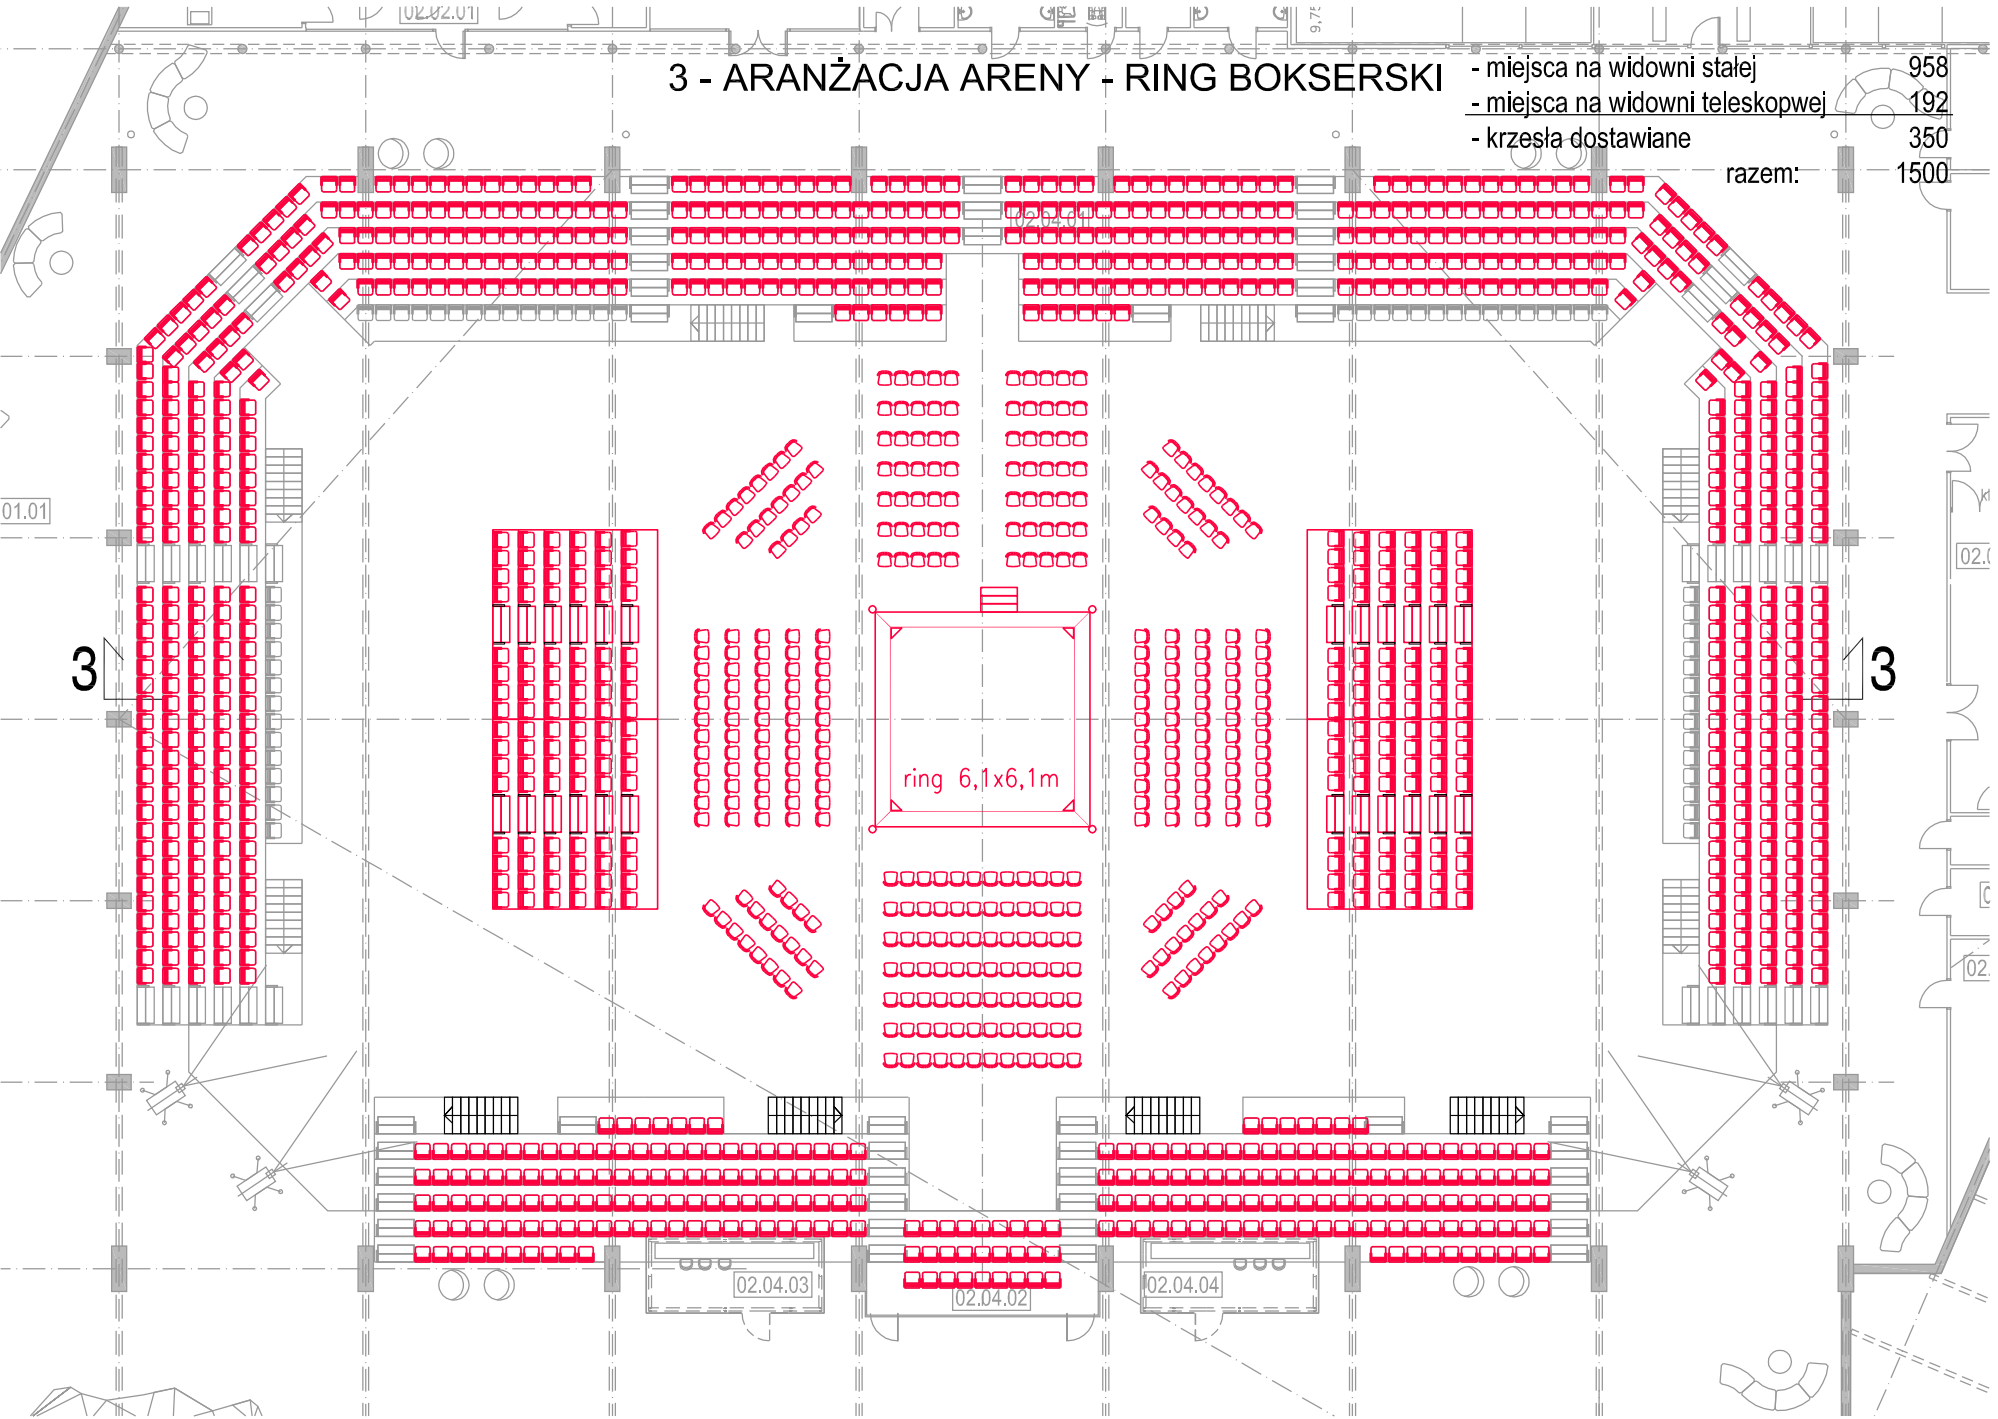 02.02.01
9,75
3 - ARANŻACJA ARENY - RING BOKSERSKI
- miejsca na widowni stałej 958
- miejsca na widowni teleskopwej 192
- krzesła dostawiane 350
razem: 1500
02.04.01
01.01
3
3
ring 6,1x6,1m
02.04.03
02.04.02
02.04.04